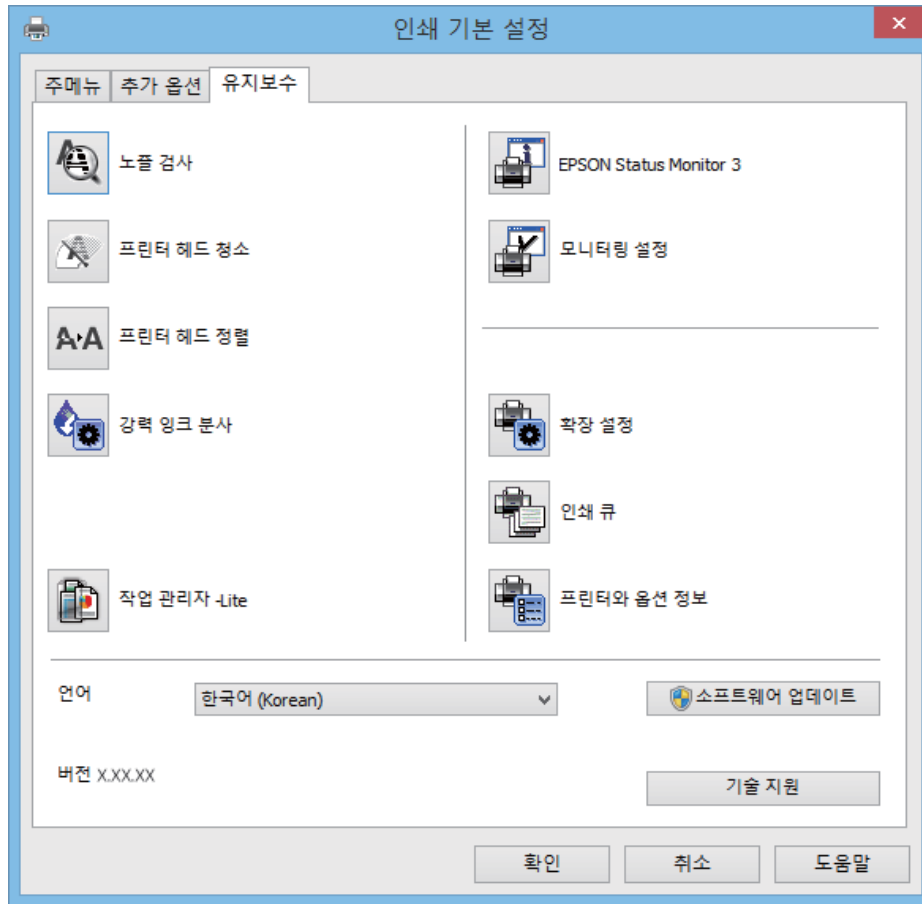 인쇄 기본 설정
주메뉴
추가 옵션
유지보수
노즐 검사
프린터 헤드 청소
프린터 헤드 정렬
강력 잉크 분사
작업 관리자 -Lite
EPSON Status Monitor 3
모니터링 설정
확장 설정
인쇄 큐
프린터와 옵션 정보
언어
한국어 (Korean)
소프트웨어 업데이트
버전 X.XX.XX
기술 지원
확인
취소
도움말